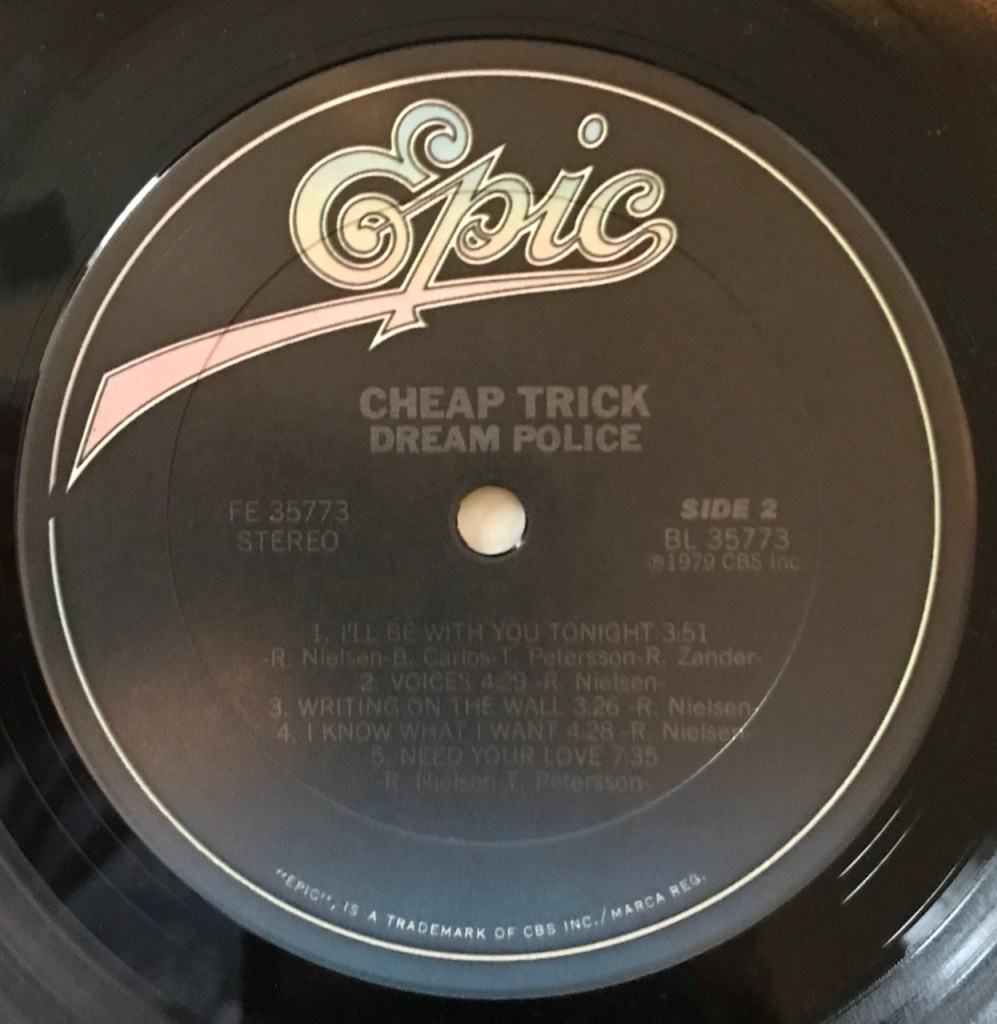 Epic
CHEAP TRICK
DREAM POLICE
FE 35773
STEREO
SIDE 2
BL 35773
℗1979 CBS Inc.
1. I'LL BE WITH YOU TONIGHT 3:51
-R. Nielsen-B. Carlos-T. Petersson-R. Zander-
2. VOICES 4:29 -R. Nielsen-
3. WRITING ON THE WALL 3:26 -R. Nielsen-
4. I KNOW WHAT I WANT 4:28 -R. Nielsen-
5. NEED YOUR LOVE 7:35
-R. Nielsen-T. Petersson-
"EPIC", IS A TRADEMARK OF CBS INC./MARCA REG.